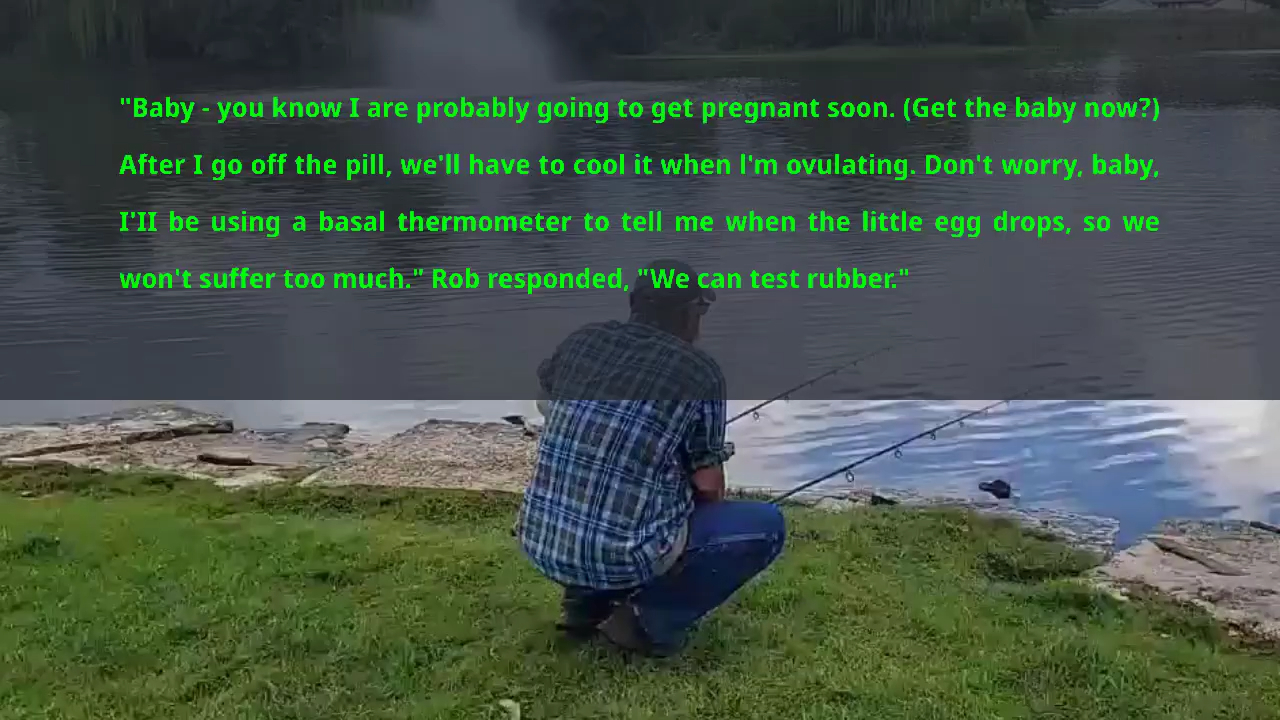 "Baby - you know I are probably going to get pregnant soon. (Get the baby now?)
After I go off the pill, we'll have to cool it when l'm ovulating. Don't worry, baby,
I'II be using a basal thermometer to tell me when the little egg drops, so we
won't suffer too much." Rob responded, "We can test rubber."